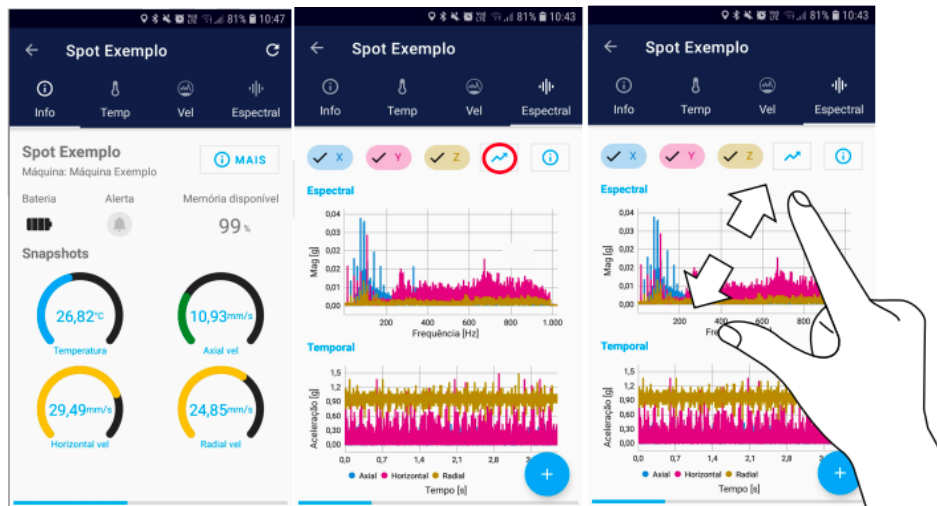 81% 10:47
Spot Exemplo
Info Temp Vel Espectral
Spot Exemplo
Máquina: Máquina Exemplo
MAIS
Bateria Alerta Memória disponível
99 %
Snapshots
26,82°C
Temperatura
10,93mm/s
Axial vel
29,49mm/s
Horizontal vel
24,85mm/s
Radial vel
81% 10:43
Spot Exemplo
Info Temp Vel Espectral
X Y Z
Espectral
Mag [g]
0,04
0,03
0,02
0,02
0,01
0,00
200 400 600 800 1.000
Frequência [Hz]
Temporal
Aceleração [g]
1,5
1,2
0,90
0,60
0,30
0,00
0,0 0,7 1,4 2,1 2,8
Axial Horizontal Radial
Tempo [s]
+
81% 10:43
Spot Exemplo
Info Temp Vel Espectral
X Y Z
Espectral
Mag [g]
0,04
0,03
0,02
0,02
0,01
0,00
200 400 600 800
Temporal
Aceleração [g]
1,5
1,2
0,90
0,60
0,30
0,00
0,0 0,7 1,4 2,1 2,8
Axial Horizontal Radial
Tempo [s]
+